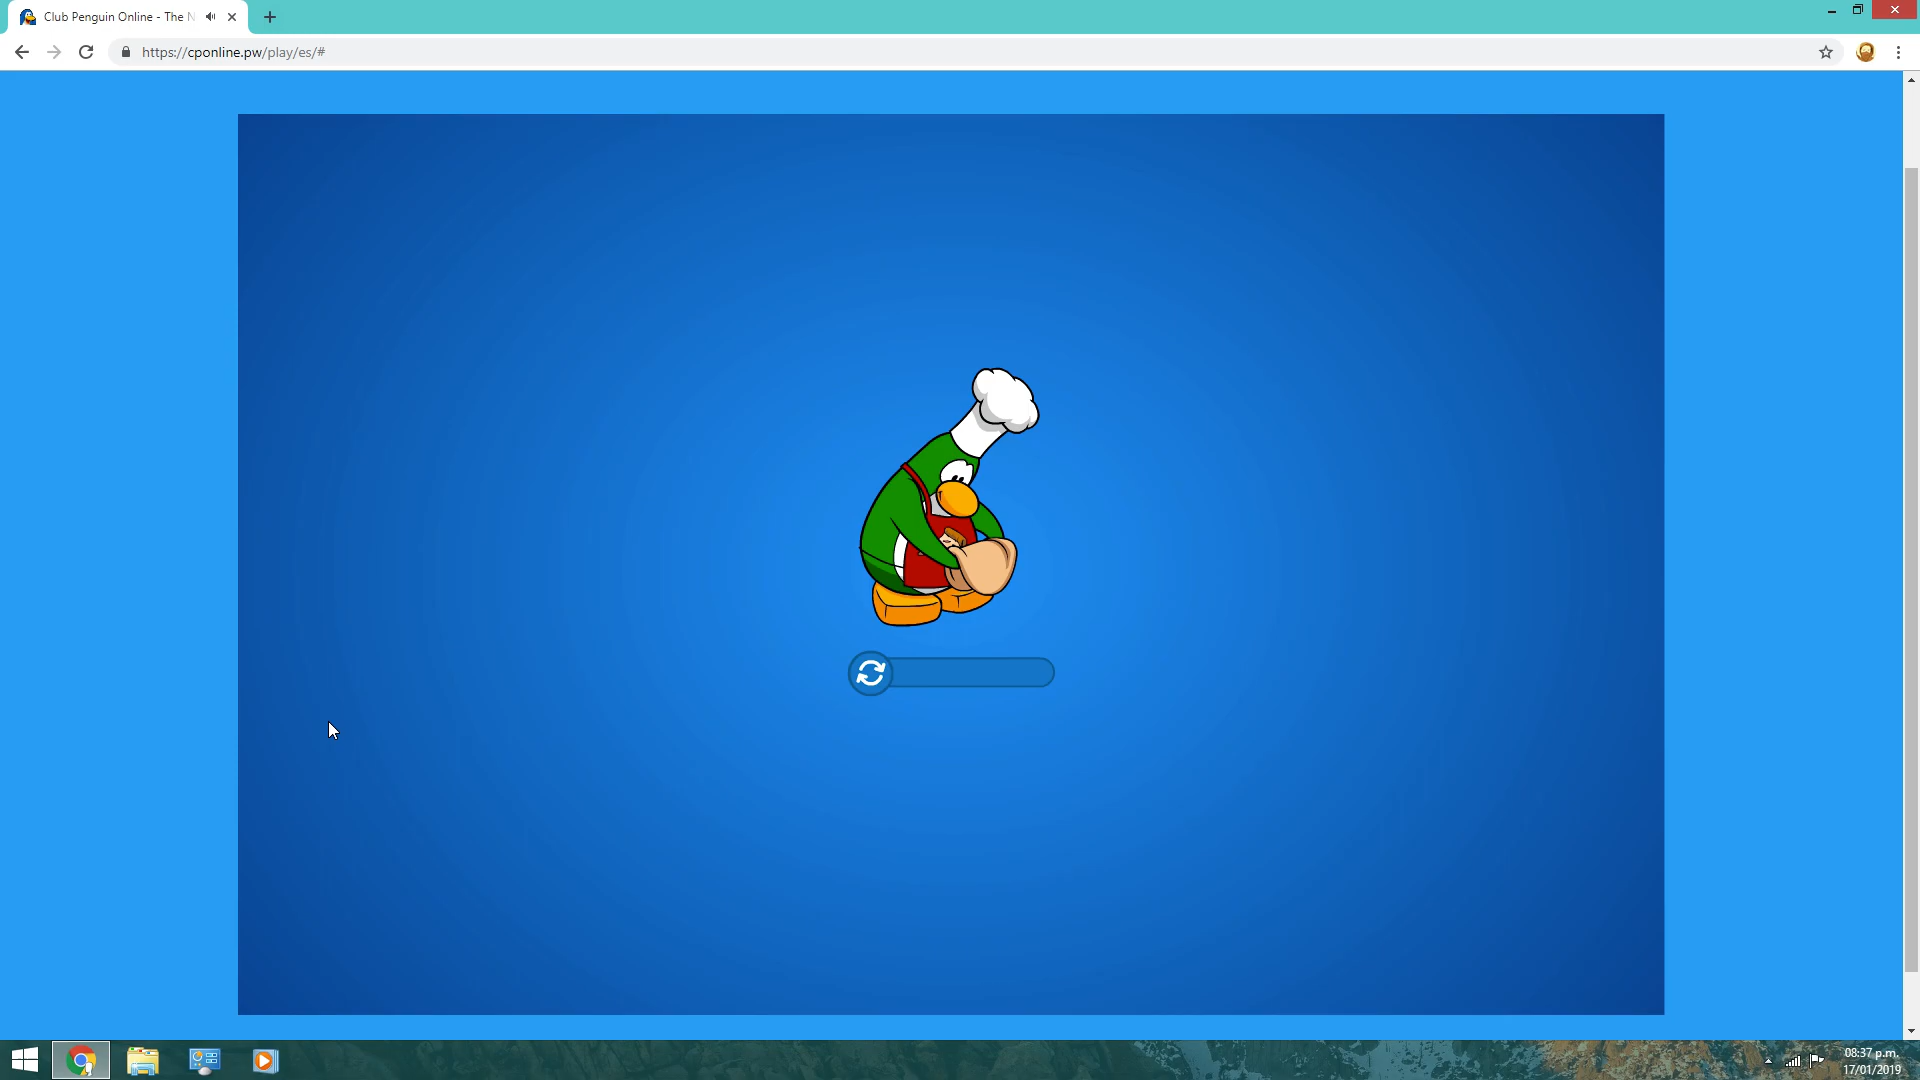 Club Penguin Online - The N
https://cponline.pw/play/es/#
08:37 p.m.
17/01/2019